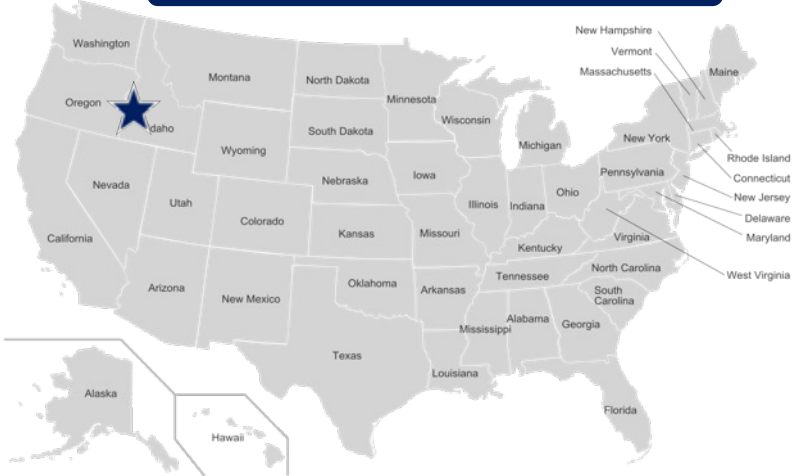 New Hampshire
Vermont
Washington
Massachusetts
Maine
Montana
North Dakota
Minnesota
Oregon
daho
Wisconsin
South Dakota
New York
Michigan
Wyoming
Rhode Island
Pennsylvania
Connecticut
Iowa
Nebraska
Nevada
Ohio
New Jersey
Utah
Illinois
Indiana
Delaware
Colorado
Kansas
Missouri
Virginia
Maryland
California
Kentucky
North Carolina
West Virginia
Tennessee
Oklahoma
Arizona
Arkansas
South
Carolina
New Mexico
Alabama
Georgia
Mississippi
Texas
Louisiana
Alaska
Florida
Hawaii